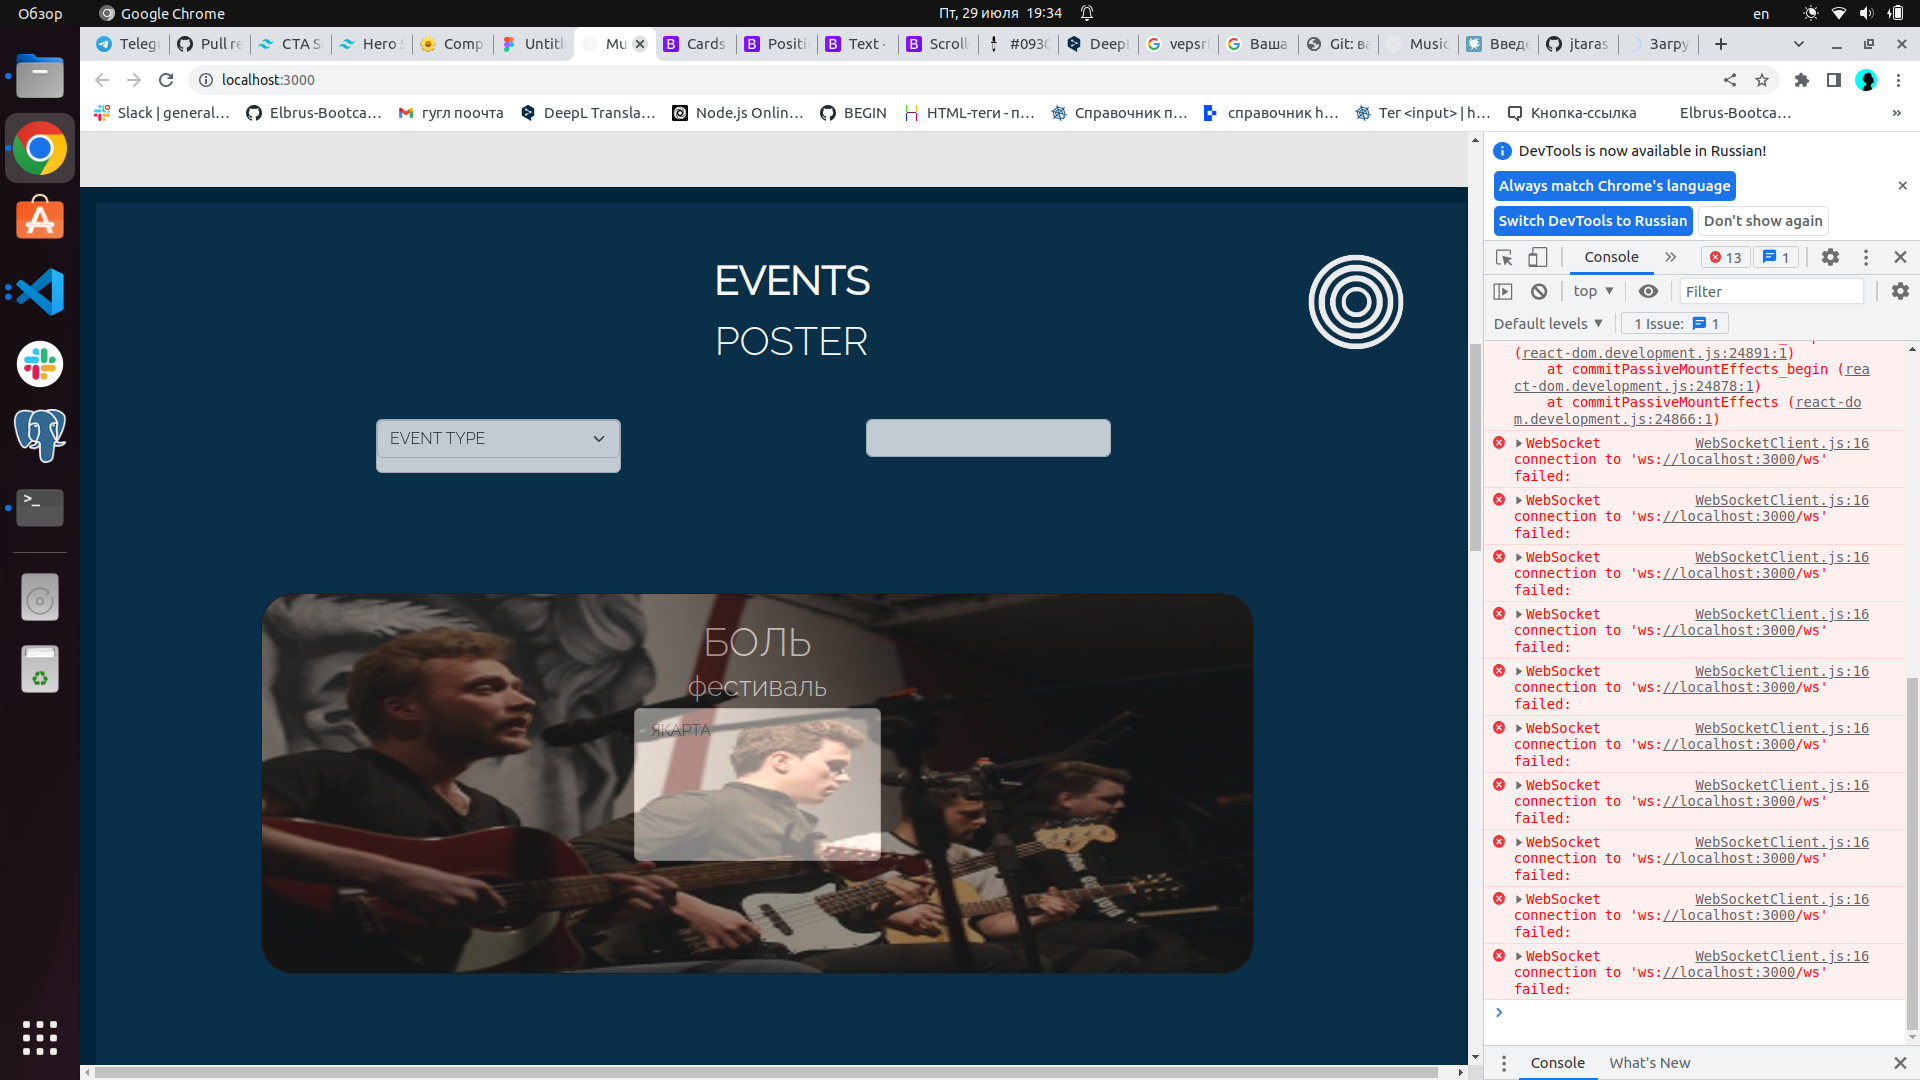 Обзор
Google Chrome
Пт, 29 июля 19:34
en
Telegr
Pull re
CTA S
Hero S
Comp
Untitl
Mu
Cards
Positi
Text ·
Scroll
#0930
DeepL
vepsrl
Ваша
Git: ва
Music
Введе
jtaras
Загру
localhost:3000
Slack | general...
Elbrus-Bootca...
гугл поочта
DeepL Transla...
Node.js Onlin...
BEGIN
HTML-теги - п...
Справочник п...
справочник h...
Тег <input> | h...
Кнопка-ссылка
Elbrus-Bootca...
»
DevTools is now available in Russian!
Always match Chrome's language
Switch DevTools to Russian
Don't show again
Console
»
13
1
top
Filter
Default levels
1 Issue: 1
(react-dom.development.js:24891:1)
at commitPassiveMountEffects_begin (rea
ct-dom.development.js:24878:1)
at commitPassiveMountEffects (react-do
m.development.js:24866:1)
WebSocket WebSocketClient.js:16
connection to 'ws://localhost:3000/ws'
failed:
WebSocket WebSocketClient.js:16
connection to 'ws://localhost:3000/ws'
failed:
WebSocket WebSocketClient.js:16
connection to 'ws://localhost:3000/ws'
failed:
WebSocket WebSocketClient.js:16
connection to 'ws://localhost:3000/ws'
failed:
WebSocket WebSocketClient.js:16
connection to 'ws://localhost:3000/ws'
failed:
WebSocket WebSocketClient.js:16
connection to 'ws://localhost:3000/ws'
failed:
WebSocket WebSocketClient.js:16
connection to 'ws://localhost:3000/ws'
failed:
WebSocket WebSocketClient.js:16
connection to 'ws://localhost:3000/ws'
failed:
WebSocket WebSocketClient.js:16
connection to 'ws://localhost:3000/ws'
failed:
WebSocket WebSocketClient.js:16
connection to 'ws://localhost:3000/ws'
failed:
Console
What's New
EVENTS
POSTER
EVENT TYPE
БОЛЬ
фестиваль
ЯКАРТА